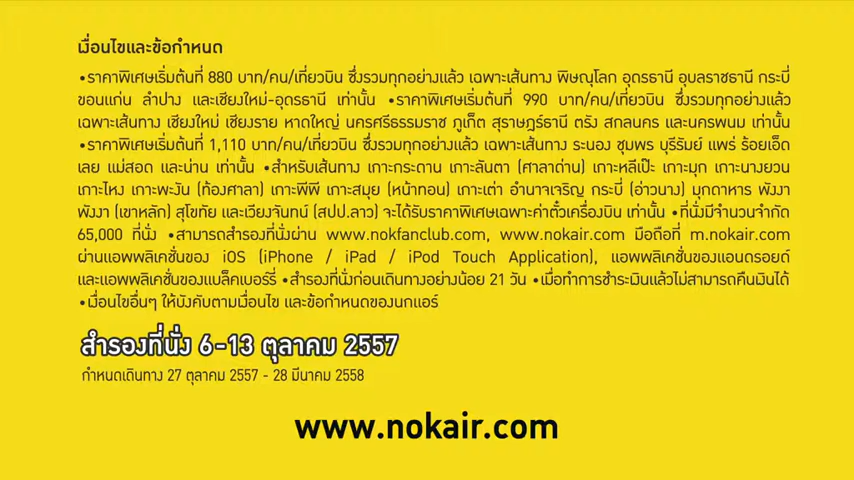 เงื่อนไขและข้อกำหนด
•ราคาพิเศษเริ่มต้นที่ 880 บาท/คน/เที่ยวบิน ซึ่งรวมทุกอย่างแล้ว เฉพาะเส้นทาง พิษณุโลก อุดรธานี อุบลราชธานี กระบี่
ขอนแก่น ลำปาง และเชียงใหม่-อุดรธานี เท่านั้น •ราคาพิเศษเริ่มต้นที่ 990 บาท/คน/เที่ยวบิน ซึ่งรวมทุกอย่างแล้ว
เฉพาะเส้นทาง เชียงใหม่ เชียงราย หาดใหญ่ นครศรีธรรมราช ภูเก็ต สุราษฎร์ธานี ตรัง สกลนคร และนครพนม เท่านั้น
•ราคาพิเศษเริ่มต้นที่ 1,110 บาท/คน/เที่ยวบิน ซึ่งรวมทุกอย่างแล้ว เฉพาะเส้นทาง ระนอง ชุมพร บุรีรัมย์ แพร่ ร้อยเอ็ด
เลย แม่สอด และน่าน เท่านั้น •สำหรับเส้นทาง เกาะกระดาน เกาะลันตา (ศาลาด่าน) เกาะหลีเป๊ะ เกาะมุก เกาะนางยวน
เกาะไหง เกาะพะงัน (ท้องศาลา) เกาะพีพี เกาะสมุย (หน้าทอน) เกาะเต่า อำนาจเจริญ กระบี่ (อ่าวนาง) มุกดาหาร พังงา
พังงา (เขาหลัก) สุโขทัย และเวียงจันทน์ (สปป.ลาว) จะได้รับราคาพิเศษเฉพาะค่าตั๋วเครื่องบิน เท่านั้น •ที่นั่งมีจำนวนจำกัด
65,000 ที่นั่ง •สามารถสำรองที่นั่งผ่าน www.nokfanclub.com, www.nokair.com มือถือที่ m.nokair.com
ผ่านแอพพลิเคชั่นของ iOS (iPhone / iPad / iPod Touch Application), แอพพลิเคชั่นของแอนดรอยด์
และแอพพลิเคชั่นของแบล็คเบอร์รี่ •สำรองที่นั่งก่อนเดินทางอย่างน้อย 21 วัน •เมื่อทำการชำระเงินแล้วไม่สามารถคืนเงินได้
•เงื่อนไขอื่นๆ ให้บังคับตามเงื่อนไข และข้อกำหนดของนกแอร์
สำรองที่นั่ง 6-13 ตุลาคม 2557
กำหนดเดินทาง 27 ตุลาคม 2557 - 28 มีนาคม 2558
www.nokair.com